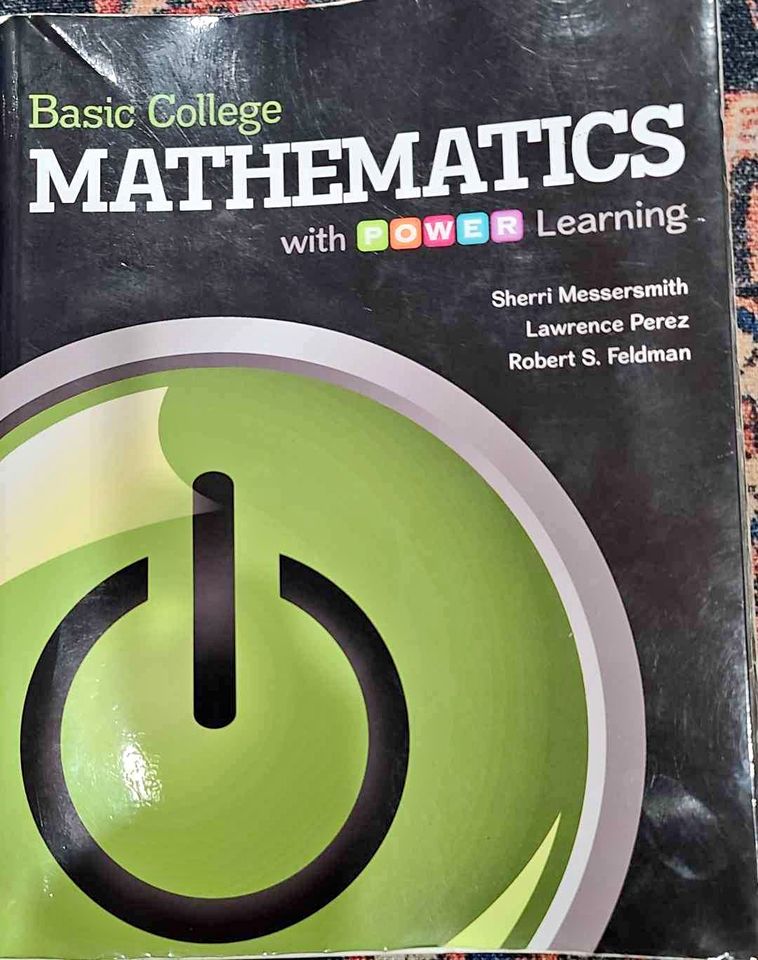 Basic College
MATHEMATICS
with POWER Learning
Sherri Messersmith
Lawrence Perez
Robert S. Feldman